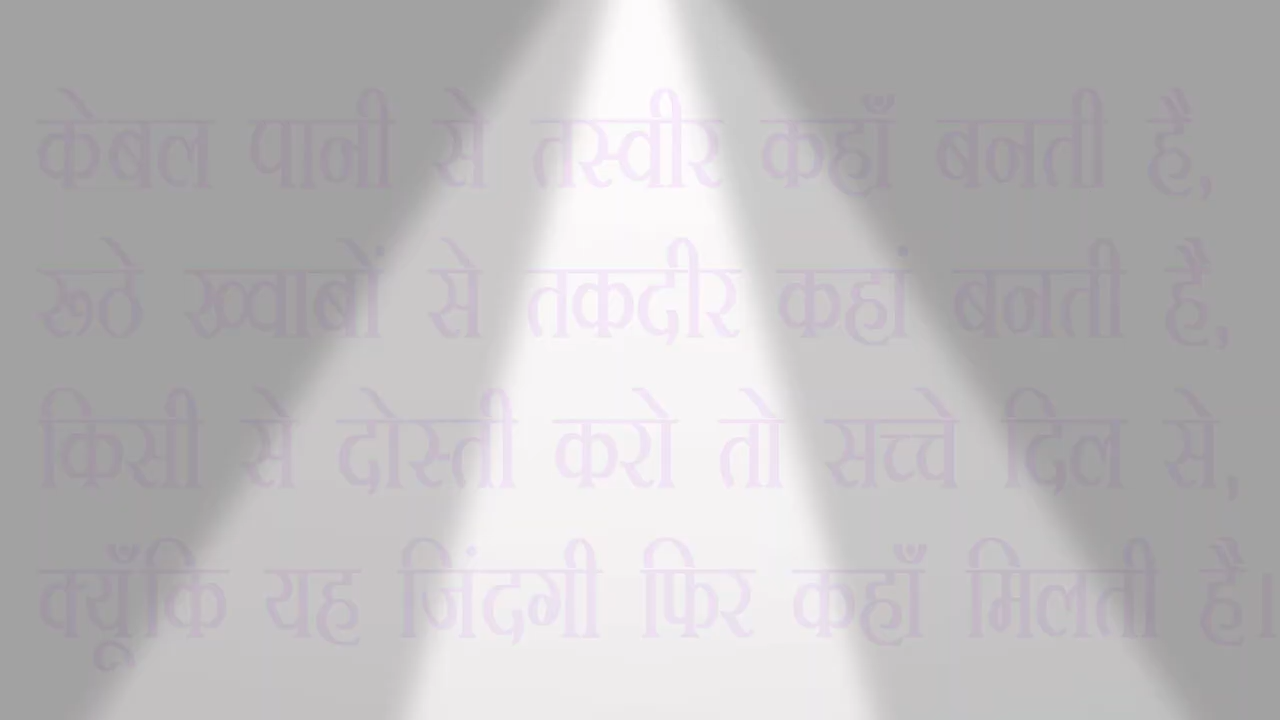 केबल पानी से तस्वीर कहाँ बनती है,
रूठे ख्वाबों से तकदीर कहां बनती है,
किसी से दोस्ती करो तो सच्चे दिल से,
क्यूँकि यह जिंदगी फिर कहाँ मिलती है।